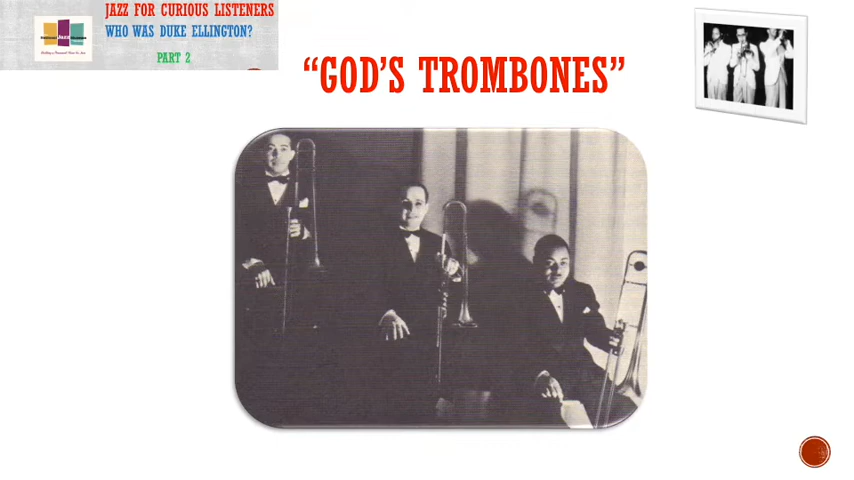 JAZZ FOR CURIOUS LISTENERS
WHO WAS DUKE ELLINGTON?
PART 2
“GOD’S TROMBONES”